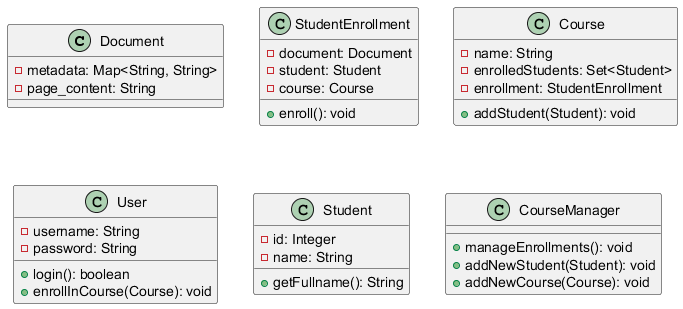 C Document
metadata: Map<String, String>
page_content: String
C StudentEnrollment
document: Document
student: Student
course: Course
enroll(): void
C Course
name: String
enrolledStudents: Set<Student>
enrollment: StudentEnrollment
addStudent(Student): void
C User
username: String
password: String
login(): boolean
enrollInCourse(Course): void
C Student
id: Integer
name: String
getFullname(): String
C CourseManager
manageEnrollments(): void
addNewStudent(Student): void
addNewCourse(Course): void